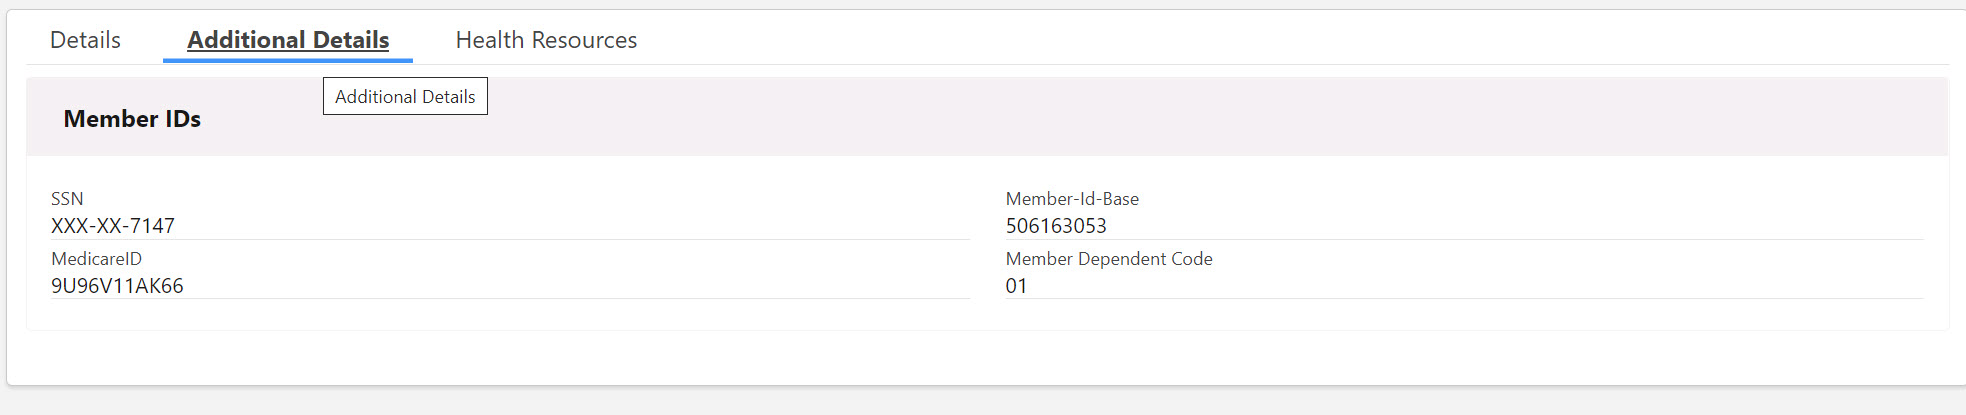 Details Additional Details Health Resources
Additional Details
Member IDs
SSN
XXX-XX-7147
MedicareID
9U96V11AK66
Member-Id-Base
506163053
Member Dependent Code
01